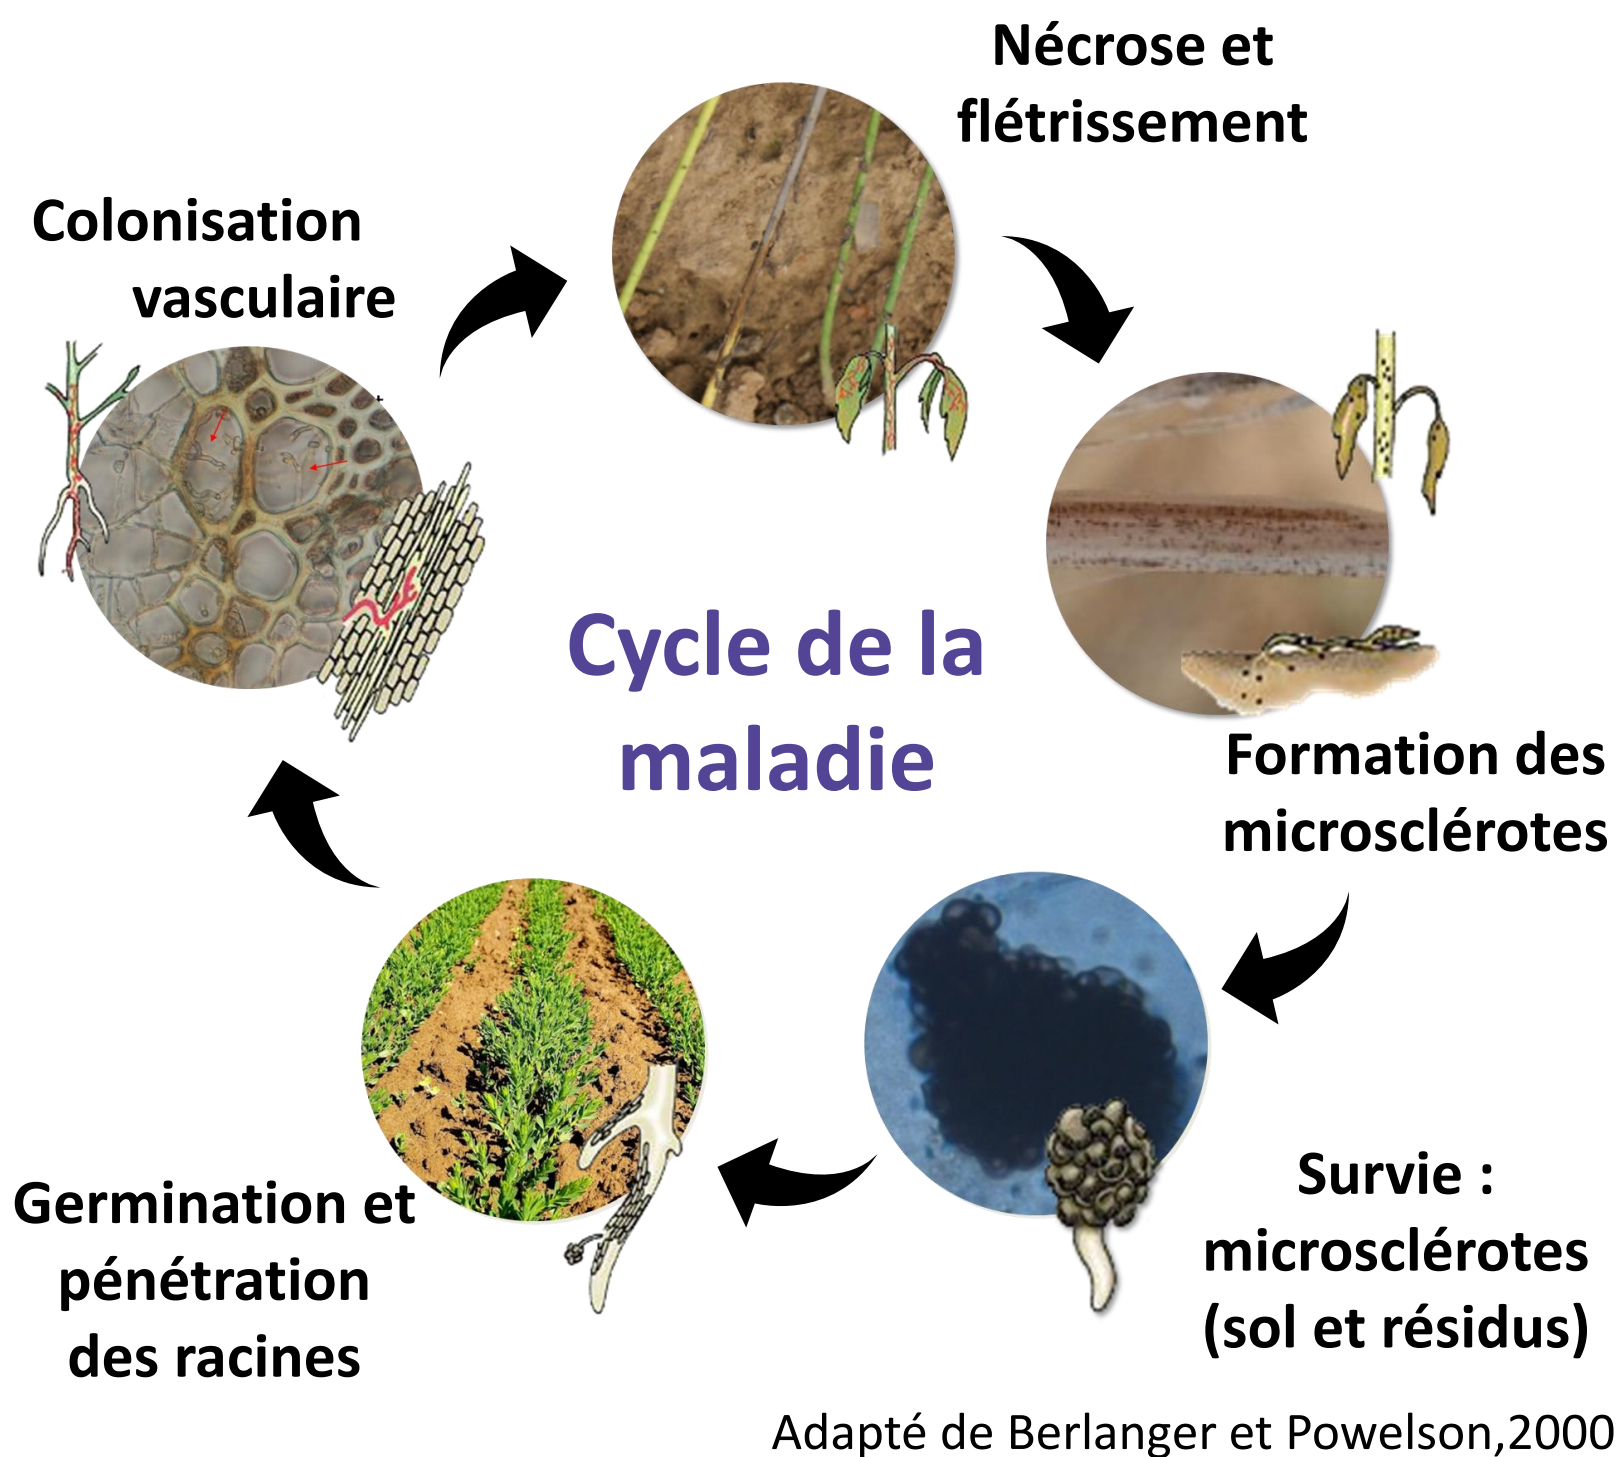 Nécrose et
flétrissement
Colonisation
vasculaire
Cycle de la
maladie
Formation des
microsclérotes
Survie :
microsclérotes
(sol et résidus)
Germination et
pénétration
des racines
Adapté de Berlanger et Powelson,2000